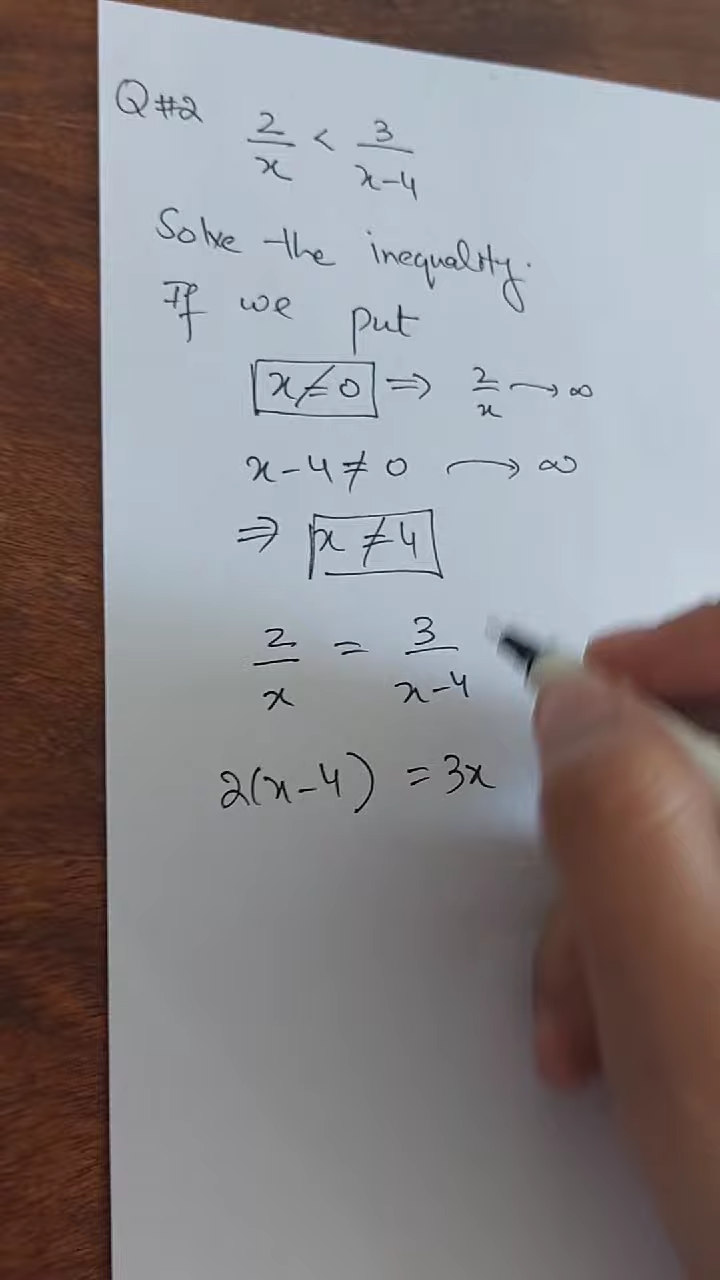 Q#2 2/x < 3/x-4
Solve the inequality.
If we put
x≠0 ⇒ 2/x → ∞
x-4≠0 → ∞
⇒ x≠4
2/x = 3/x-4
2(x-4) = 3x